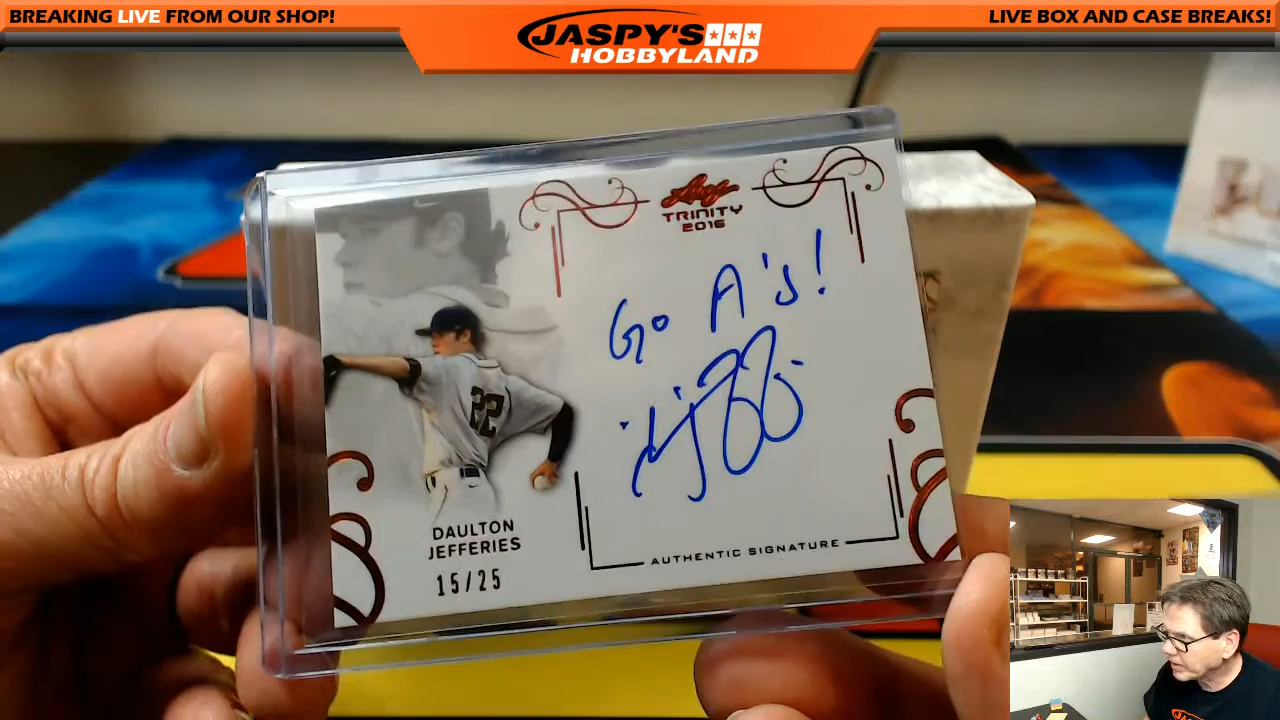 BREAKING LIVE FROM OUR SHOP!
JASPY'S
HOBBYLAND
LIVE BOX AND CASE BREAKS!
Leaf
TRINITY
2016
Go A's!
22
DAULTON
JEFFERIES
15/25
AUTHENTIC SIGNATURE